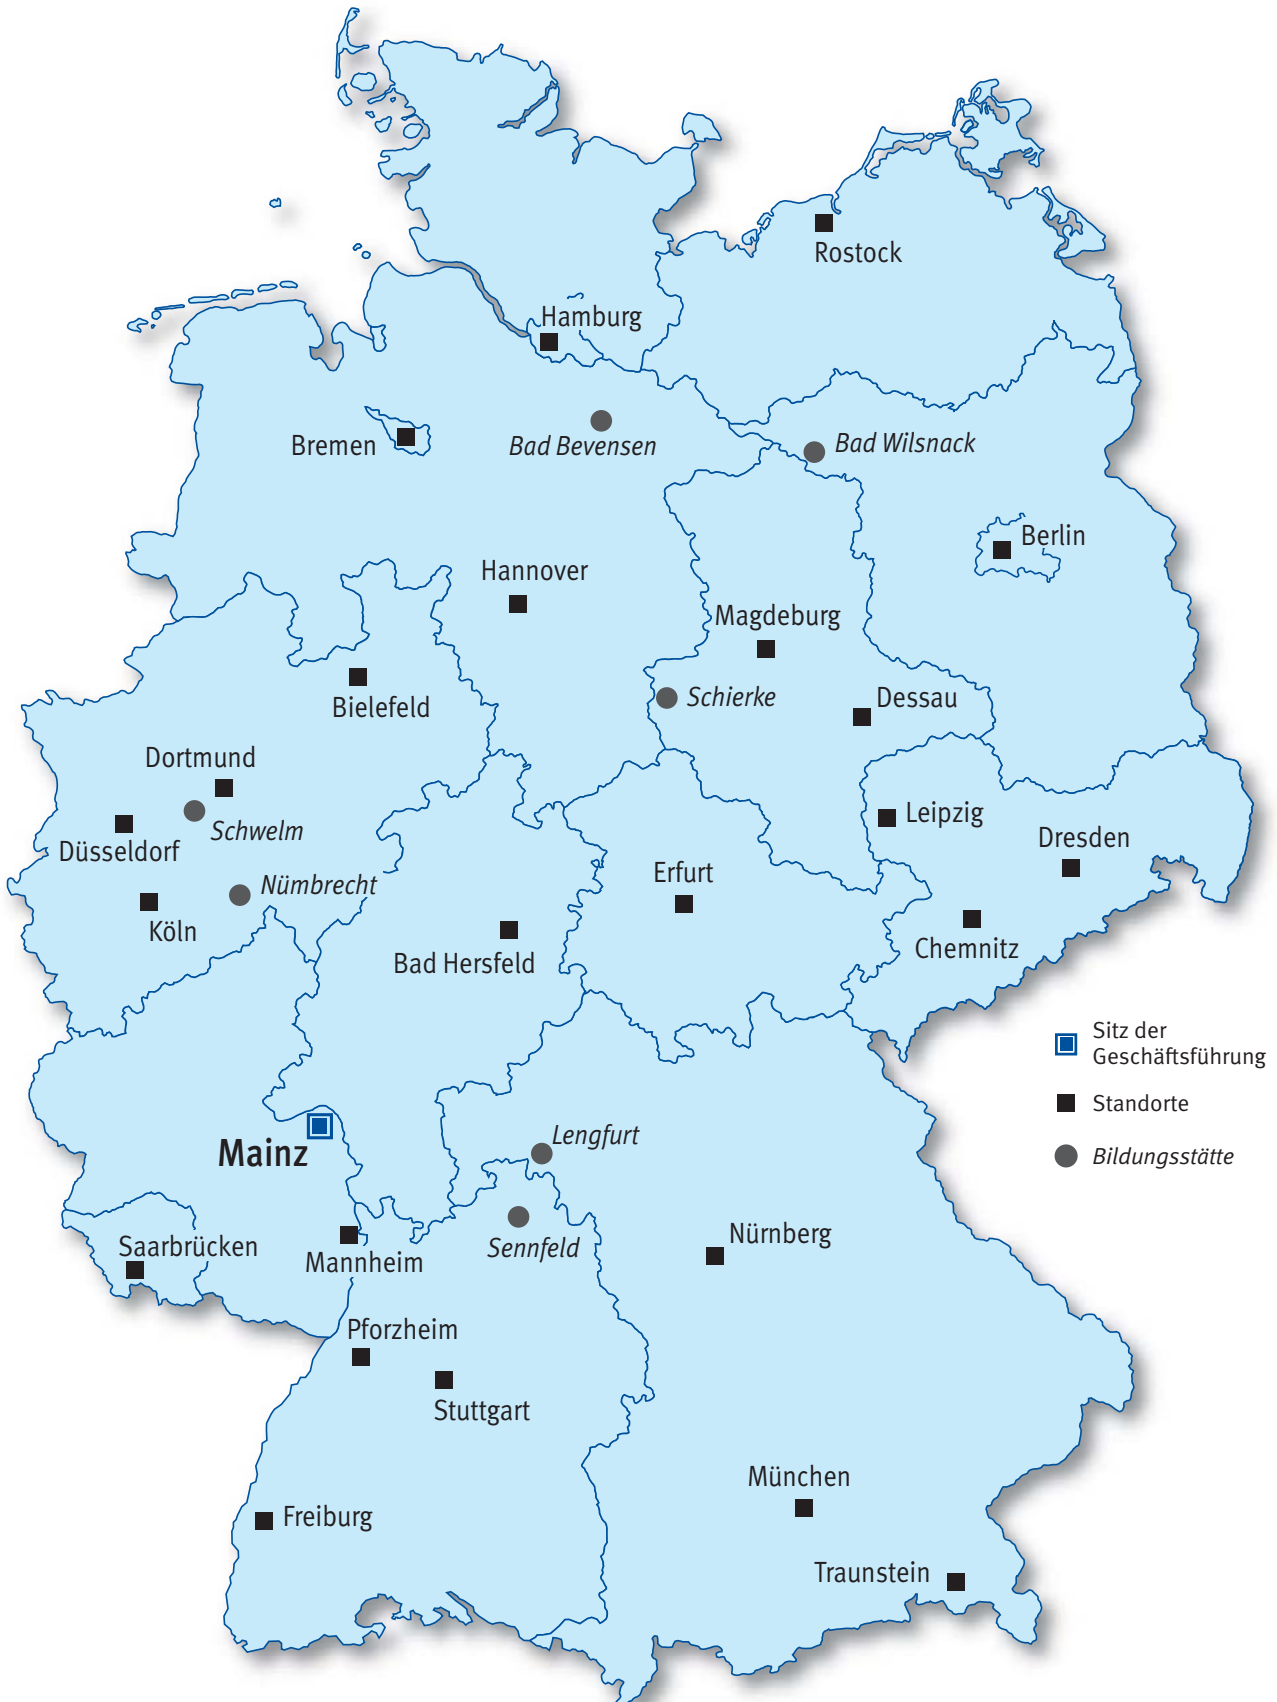 Rostock
Hamburg
Bremen
Bad Bevensen
Bad Wilsnack
Berlin
Hannover
Magdeburg
Bielefeld
Schierke
Dessau
Dortmund
Schwelm
Düsseldorf
Leipzig
Dresden
Nümbrecht
Erfurt
Köln
Bad Hersfeld
Chemnitz
Sitz der
Geschäftsführung
Standorte
Bildungsstätte
Mainz
Lengfurt
Saarbrücken
Mannheim
Sennfeld
Nürnberg
Pforzheim
Stuttgart
München
Freiburg
Traunstein